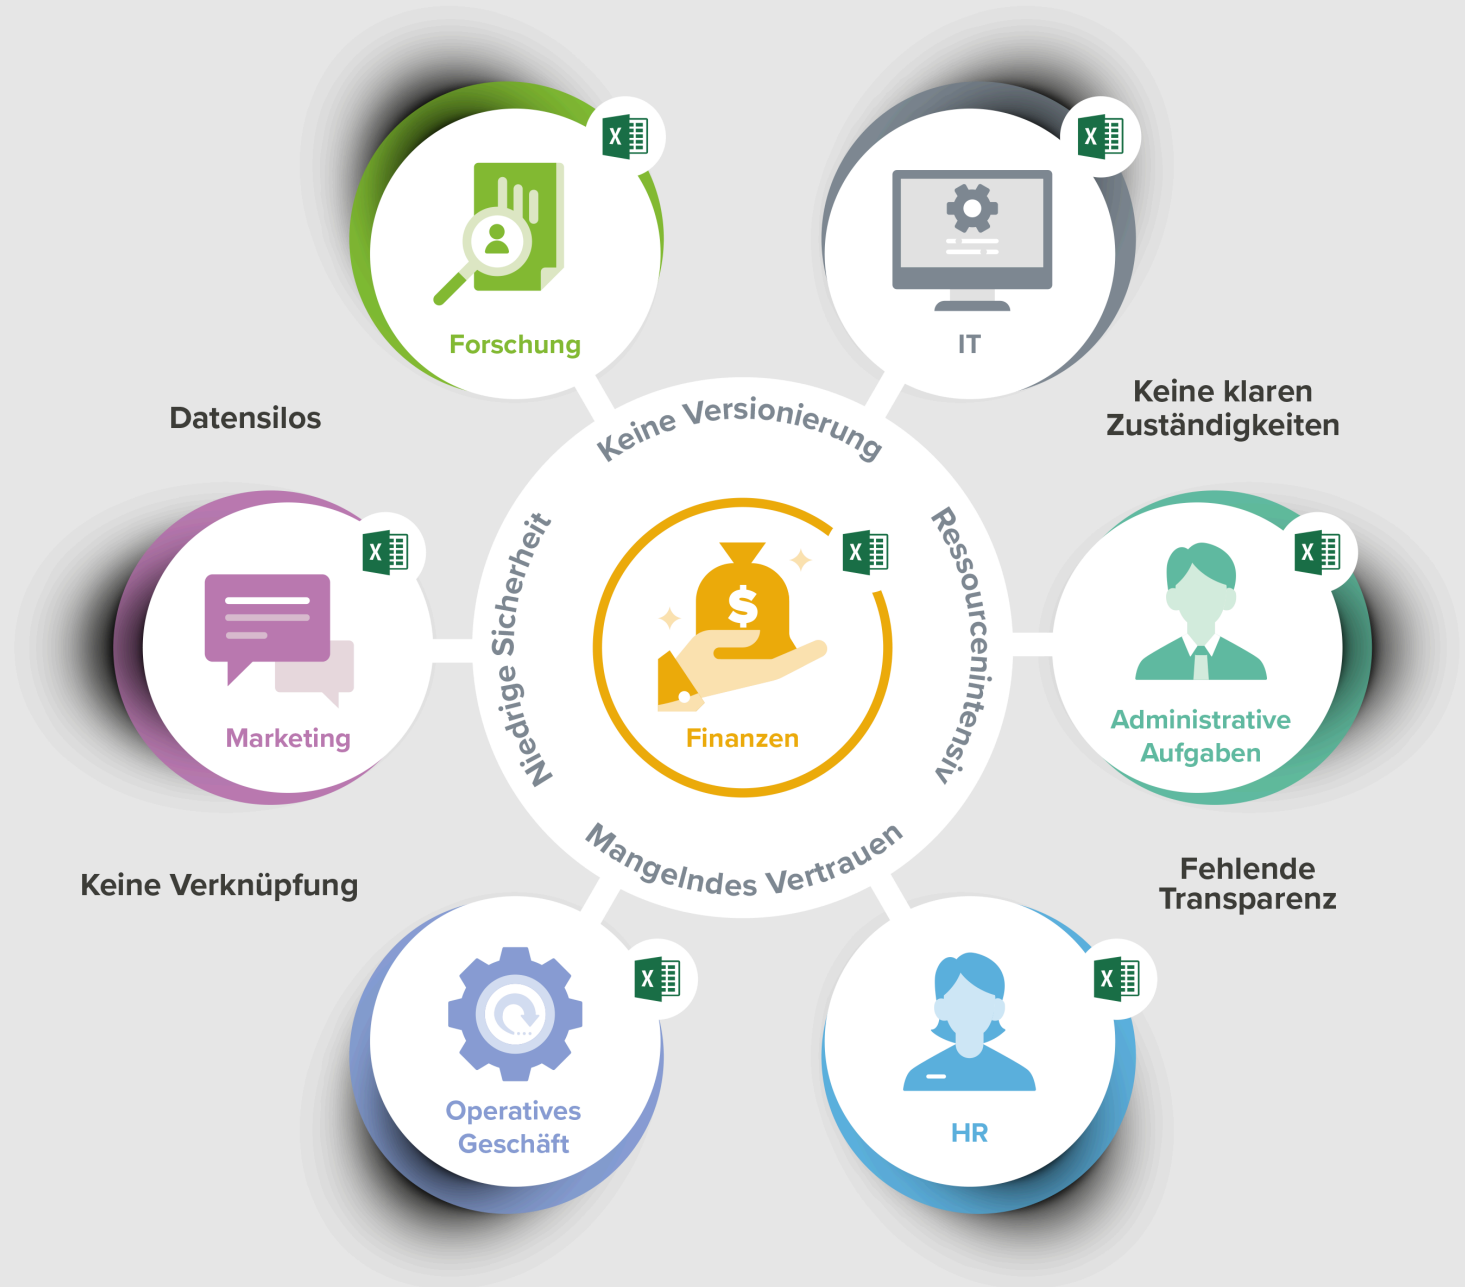 Forschung
X
IT
X
Datensilos
Keine klaren
Zuständigkeiten
Keine Versionierung
Niedrige Sicherheit
Ressourcenintensiv
Mangelndes Vertrauen
Marketing
X
$
Finanzen
X
Administrative
Aufgaben
X
Keine Verknüpfung
Fehlende
Transparenz
Operatives
Geschäft
X
HR
X